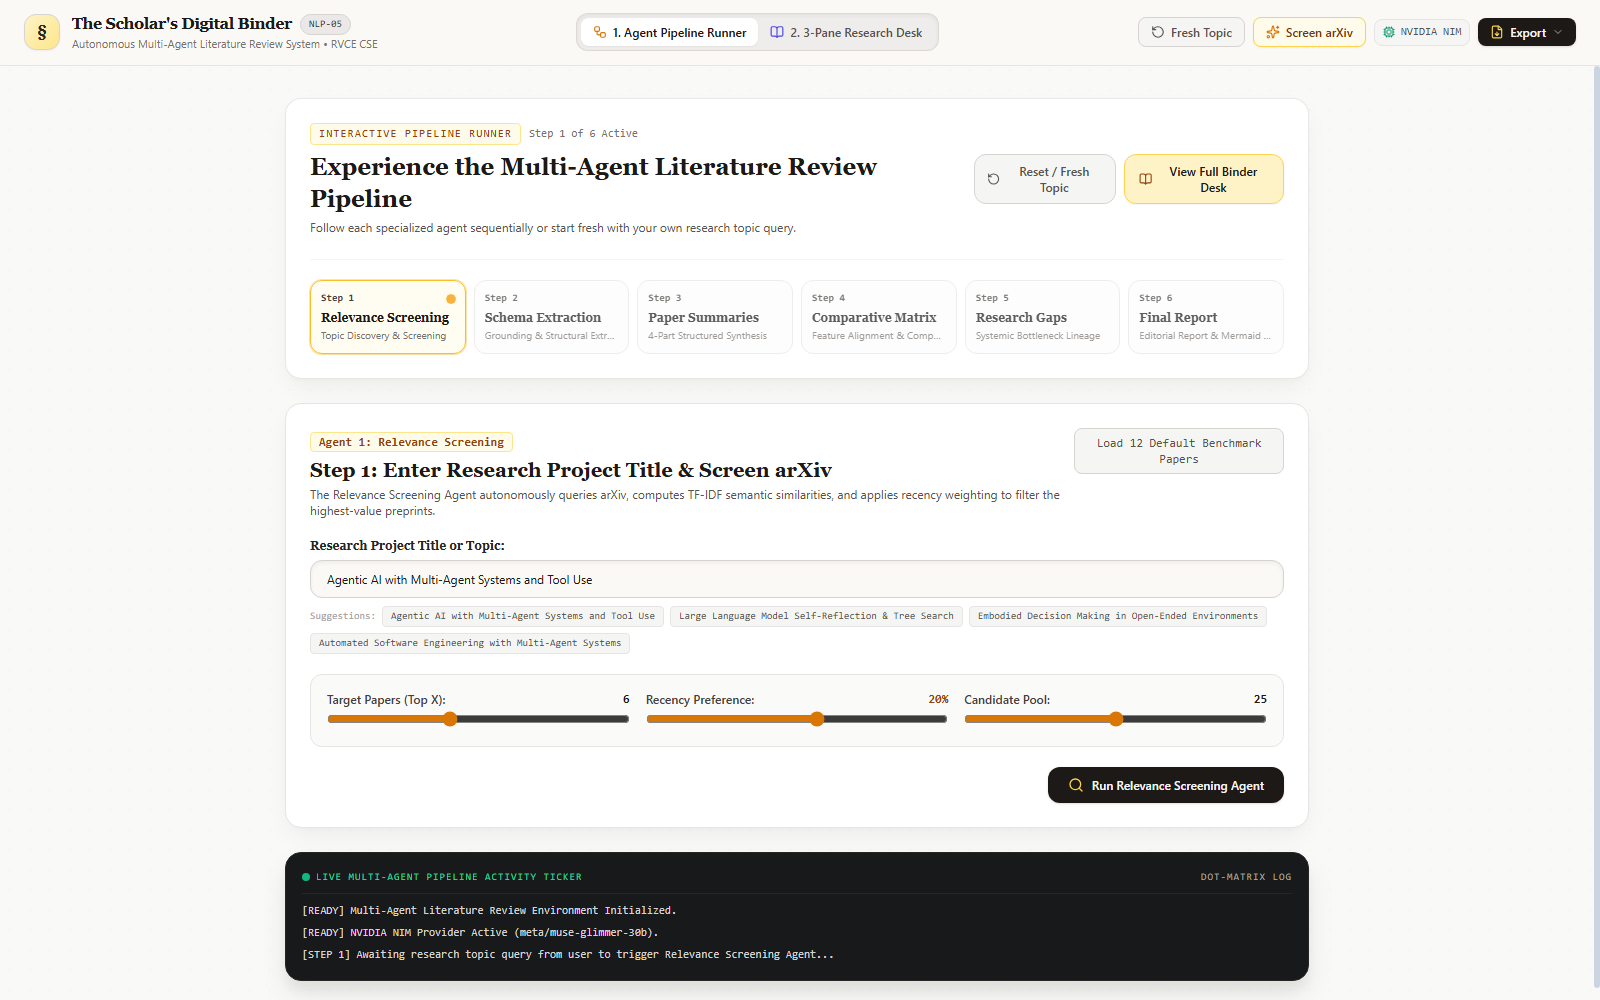 §
The Scholar's Digital Binder NLP-05
Autonomous Multi-Agent Literature Review System • RVCE CSE
1. Agent Pipeline Runner
2. 3-Pane Research Desk
Fresh Topic
Screen arXiv
NVIDIA NIM
Export
INTERACTIVE PIPELINE RUNNER Step 1 of 6 Active
Experience the Multi-Agent Literature Review
Pipeline
Follow each specialized agent sequentially or start fresh with your own research topic query.
Reset / Fresh
Topic
View Full Binder
Desk
Step 1
Relevance Screening
Topic Discovery & Screening
Step 2
Schema Extraction
Grounding & Structural Extr...
Step 3
Paper Summaries
4-Part Structured Synthesis
Step 4
Comparative Matrix
Feature Alignment & Comp...
Step 5
Research Gaps
Systemic Bottleneck Lineage
Step 6
Final Report
Editorial Report & Mermaid ...
Agent 1: Relevance Screening
Step 1: Enter Research Project Title & Screen arXiv
The Relevance Screening Agent autonomously queries arXiv, computes TF-IDF semantic similarities, and applies recency weighting to filter the
highest-value preprints.
Load 12 Default Benchmark
Papers
Research Project Title or Topic:
Agentic AI with Multi-Agent Systems and Tool Use
Suggestions: Agentic AI with Multi-Agent Systems and Tool Use Large Language Model Self-Reflection & Tree Search Embodied Decision Making in Open-Ended Environments
Automated Software Engineering with Multi-Agent Systems
Target Papers (Top X): 6
Recency Preference: 20%
Candidate Pool: 25
Run Relevance Screening Agent
LIVE MULTI-AGENT PIPELINE ACTIVITY TICKER
DOT-MATRIX LOG
[READY] Multi-Agent Literature Review Environment Initialized.
[READY] NVIDIA NIM Provider Active (meta/muse-glimmer-30b).
[STEP 1] Awaiting research topic query from user to trigger Relevance Screening Agent...